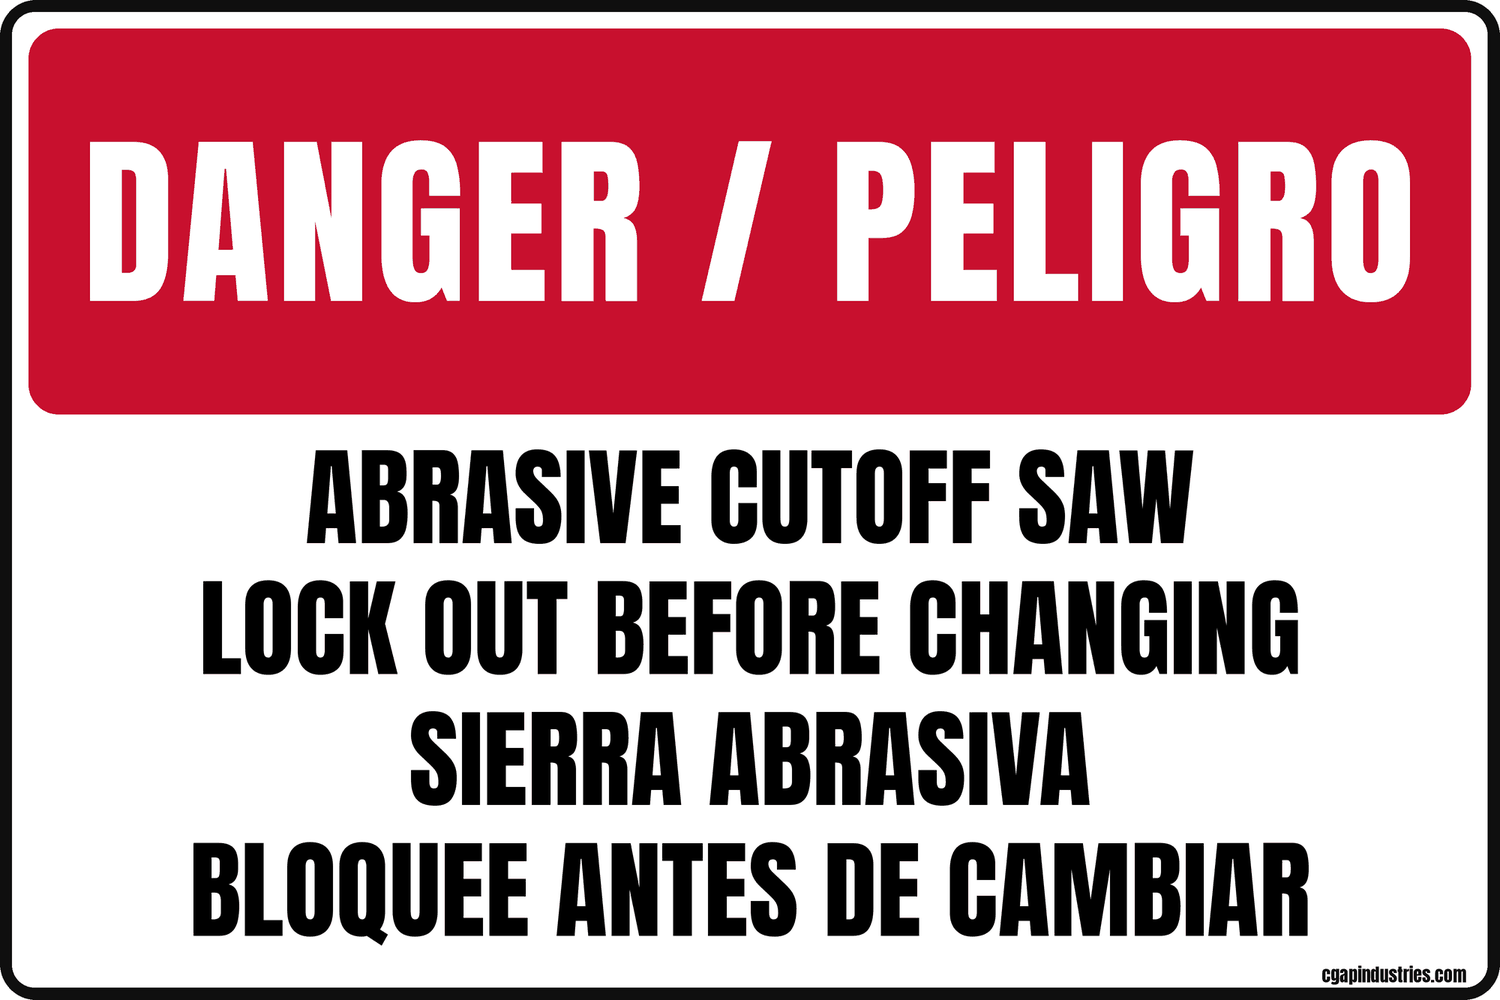 DANGER / PELIGRO
ABRASIVE CUTOFF SAW
LOCK OUT BEFORE CHANGING
SIERRA ABRASIVA
BLOQUEE ANTES DE CAMBIAR
cgapindustries.com